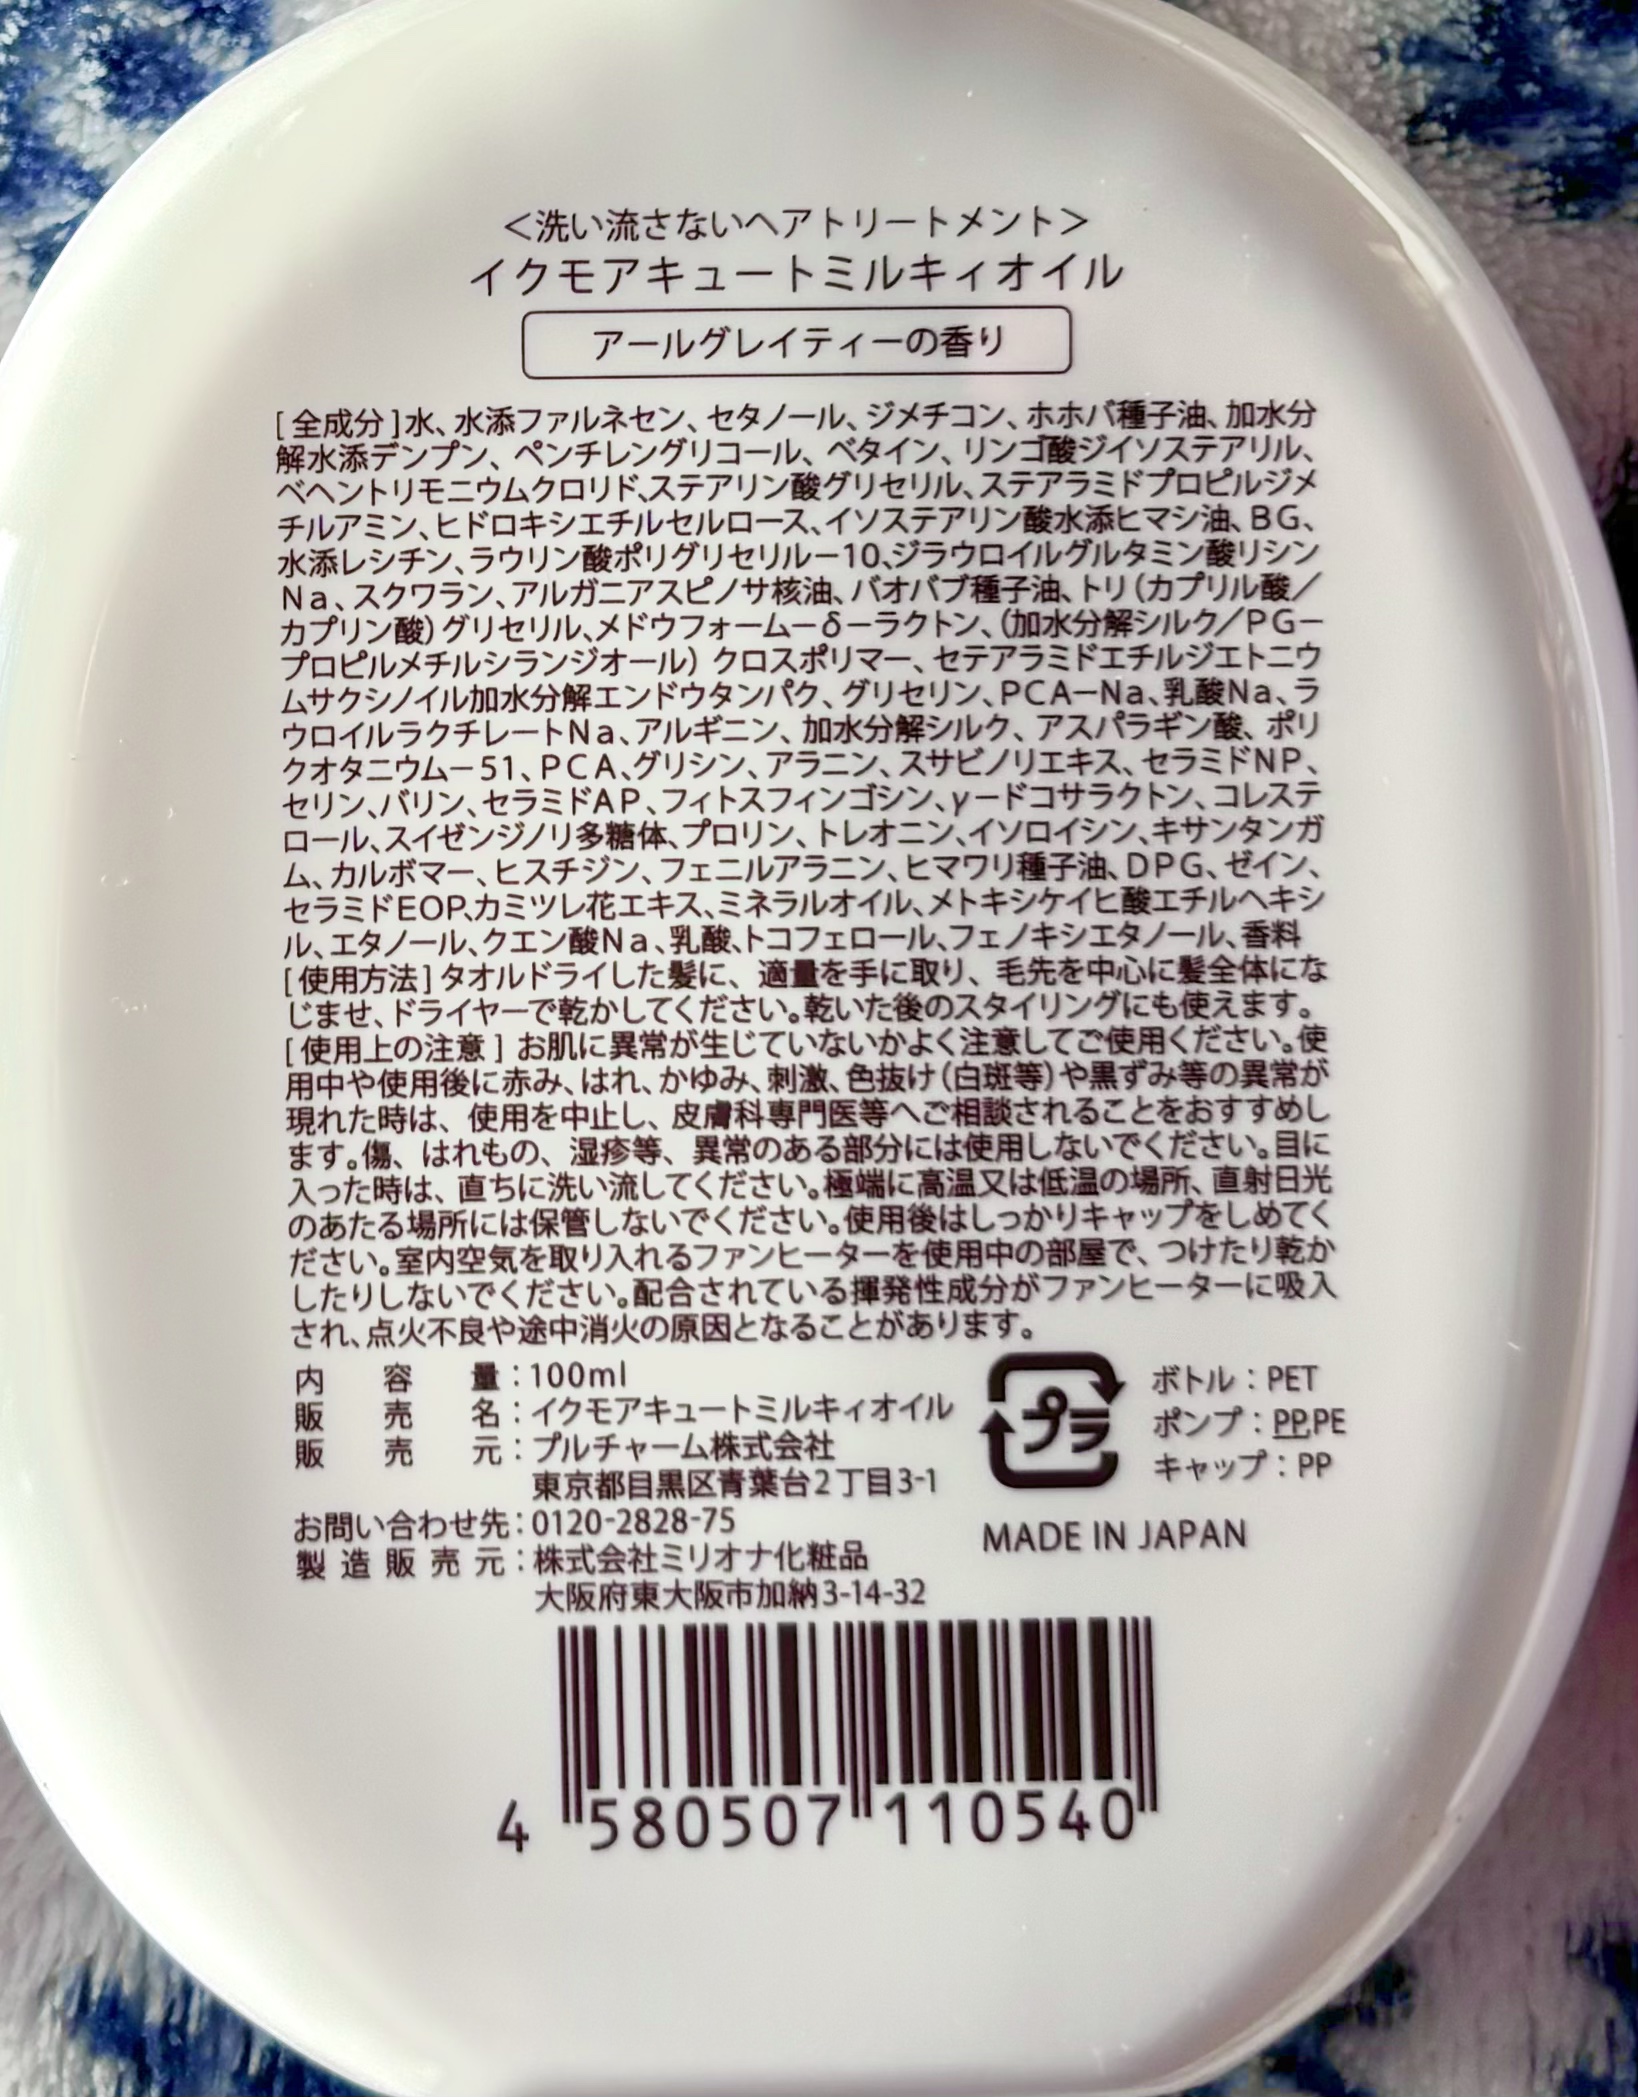 ＜洗い流さないヘアトリートメント＞
イクモアキュートミルキィオイル
アールグレイティーの香り
[全成分]水、水添ファルネセン、セタノール、ジメチコン、ホホバ種子油、加水分
解水添デンプン、ペンチレングリコール、ベタイン、リンゴ酸ジイソステアリル、
ベヘントリモニウムクロリド、ステアリン酸グリセリル、ステアラミドプロピルジメ
チルアミン、ヒドロキシエチルセルロース、イソステアリン酸水添ヒマシ油、BG、
水添レシチン、ラウリン酸ポリグリセリルー10、ジラウロイルグルタミン酸リシン
Na、スクワラン、アルガニアスピノサ核油、バオバブ種子油、トリ(カプリル酸／
カプリン酸)グリセリル、メドウフォームーδーラクトン、(加水分解シルク／PGー
プロピルメチルシランジオール)クロスポリマー、セテアラミドエチルジエトニウ
ムサクシノイル加水分解エンドウタンパク、グリセリン、PCAーNa、乳酸Na、ラ
ウロイルラクチレートNa、アルギニン、加水分解シルク、アスパラギン酸、ポリ
クオタニウムー51、PCA、グリシン、アラニン、スサビノリエキス、セラミドNP、
セリン、バリン、セラミドAP、フィトスフィンゴシン、γードコサラクトン、コレステ
ロール、スイゼンジノリ多糖体、プロリン、トレオニン、イソロイシン、キサンタンガ
ム、カルボマー、ヒスチジン、フェニルアラニン、ヒマワリ種子油、DPG、ゼイン、
セラミドEOP、カミツレ花エキス、ミネラルオイル、メトキシケイヒ酸エチルヘキシ
ル、エタノール、クエン酸Na、乳酸、トコフェロール、フェノキシエタノール、香料
[使用方法]タオルドライした髪に、適量を手に取り、毛先を中心に髪全体にな
じませ、ドライヤーで乾かしてください。乾いた後のスタイリングにも使えます。
[使用上の注意]お肌に異常が生じていないかよく注意してご使用ください。使
用中や使用後に赤み、はれ、かゆみ、刺激、色抜け(白斑等)や黒ずみ等の異常が
現れた時は、使用を中止し、皮膚科専門医等へご相談されることをおすすめし
ます。傷、はれもの、湿疹等、異常のある部分には使用しないでください。目に
入った時は、直ちに洗い流してください。極端に高温又は低温の場所、直射日光
のあたる場所には保管しないでください。使用後はしっかりキャップをしめてく
ださい。室内空気を取り入れるファンヒーターを使用中の部屋で、つけたり乾か
したりしないでください。配合されている揮発性成分がファンヒーターに吸入
され、点火不良や途中消火の原因となることがあります。
内容量：100ml
販売名：イクモアキュートミルキィオイル
販売元：プルチャーム株式会社
東京都目黒区青葉台2丁目3-1
お問い合わせ先：0120-2828-75
製造販売元：株式会社ミリオナ化粧品
大阪府東大阪市加納3-14-32
プラ
ボトル：PET
ポンプ：PP,PE
キャップ：PP
MADE IN JAPAN
4 580507 110540